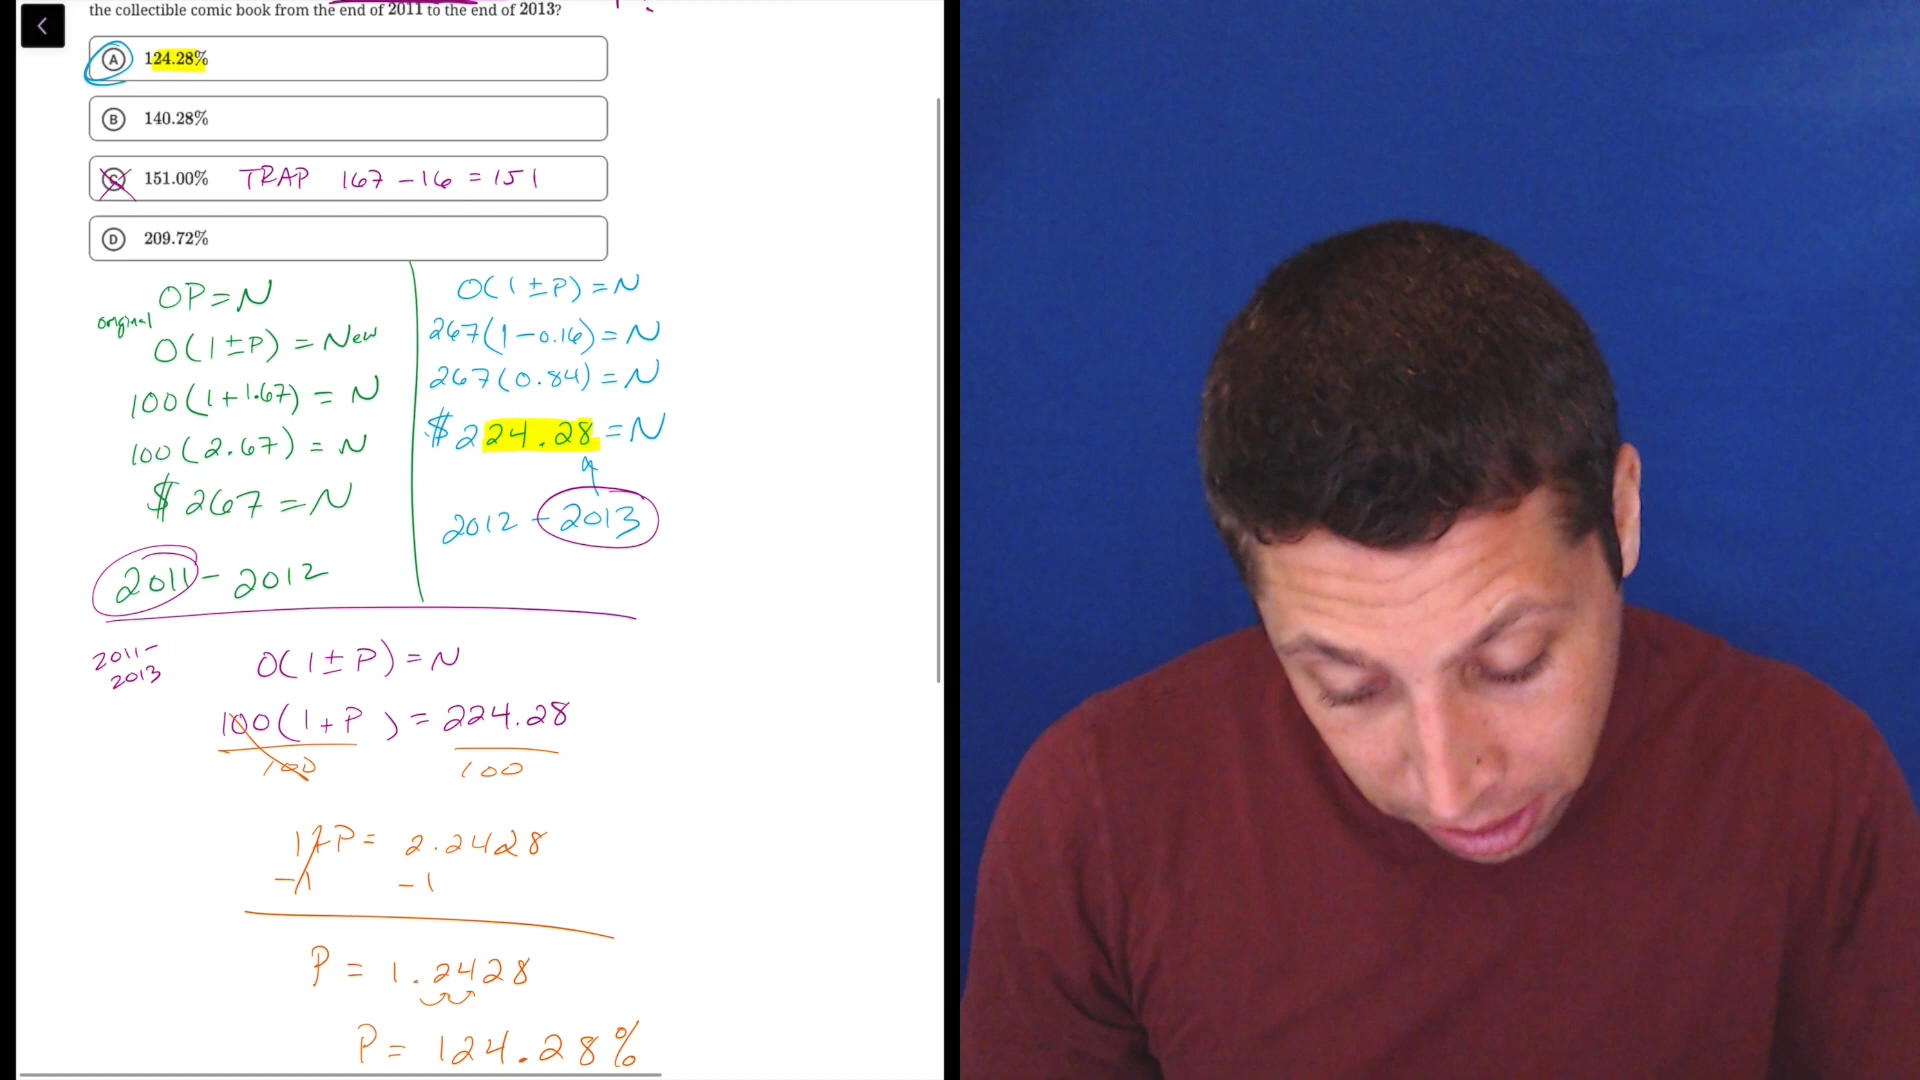 the collectible comic book from the end of 2011 to the end of 2013?
A 124.28%
B 140.28%
C 151.00% TRAP 167 - 16 = 151
D 209.72%
OP = N
original
O(1 ± P) = New
100(1 + 1.67) = N
100(2.67) = N
$267 = N
2011 - 2012
O(1 ± P) = N
267(1 - 0.16) = N
267(0.84) = N
$224.28 = N
2012 - 2013
2011-
2013
O(1 ± P) = N
100(1 + P) = 224.28
100 100
1 + P = 2.2428
-1 -1
P = 1.2428
P = 124.28%